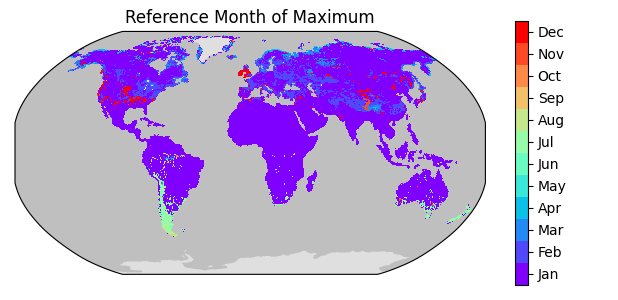 Reference Month of Maximum
Dec
Nov
Oct
Sep
Aug
Jul
Jun
May
Apr
Mar
Feb
Jan